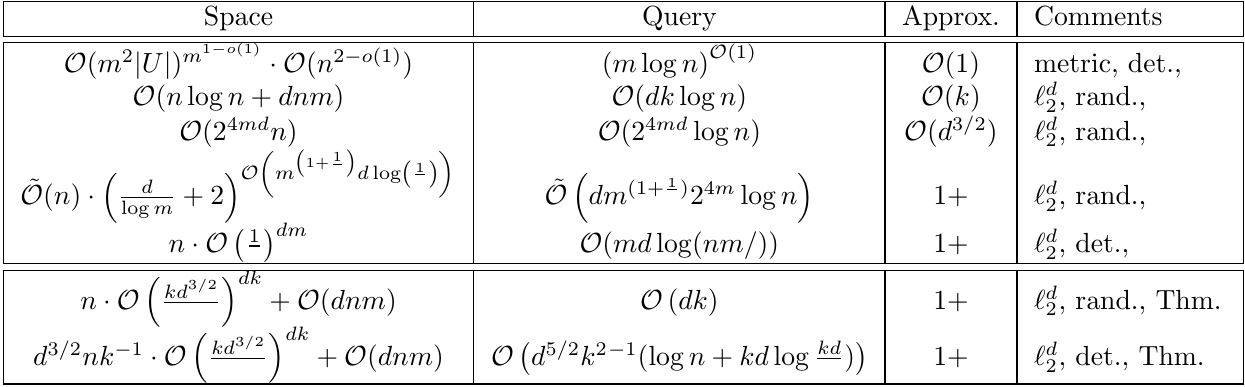 Space Query Approx. Comments
$\mathcal{O}(m^2|U|)^{m^{1-o(1)}} \cdot \mathcal{O}(n^{2-o(1)})$ $(m \log n)^{\mathcal{O}(1)}$ $\mathcal{O}(1)$ metric, det.,
$\mathcal{O}(n \log n + dnm)$ $\mathcal{O}(dk \log n)$ $\mathcal{O}(k)$ $\ell_2^d$, rand.,
$\mathcal{O}(2^{4md} n)$ $\mathcal{O}(2^{4md} \log n)$ $\mathcal{O}(d^{3/2})$ $\ell_2^d$, rand.,
$\tilde{\mathcal{O}}(n) \cdot \left(\frac{d}{\log m} + 2\right)^{\mathcal{O}\left(m^{\left(1+\frac{1}{}\right)} d \log\left(\frac{1}{}\right)\right)}$ $\tilde{\mathcal{O}}\left(dm^{(1+\frac{1}{})} 2^{4m} \log n\right)$ $1+$ $\ell_2^d$, rand.,
$n \cdot \mathcal{O}\left(\frac{1}{}\right)^{dm}$ $\mathcal{O}(md \log(nm/))$ $1+$ $\ell_2^d$, det.,
$n \cdot \mathcal{O}\left(\frac{kd^{3/2}}{}\right)^{dk} + \mathcal{O}(dnm)$ $\mathcal{O}(dk)$ $1+$ $\ell_2^d$, rand., Thm.
$d^{3/2} nk^{-1} \cdot \mathcal{O}\left(\frac{kd^{3/2}}{}\right)^{dk} + \mathcal{O}(dnm)$ $\mathcal{O}\left(d^{5/2} k^{2-1} (\log n + kd \log \frac{kd}{})\right)$ $1+$ $\ell_2^d$, det., Thm.